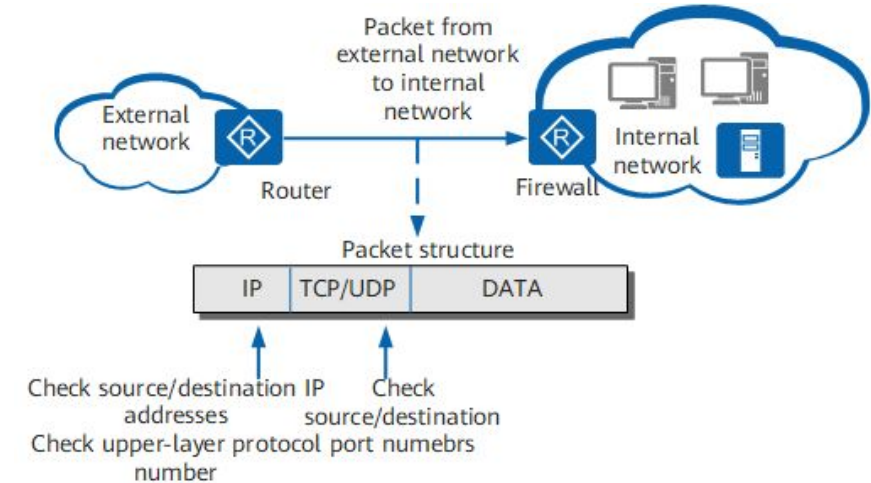 Packet from
external network
to internal
network
External
network
R
R
Internal
network
Router
Firewall
Packet structure
IP
TCP/UDP
DATA
Check source/destination IP
addresses
Check upper-layer protocol
number
Check
source/destination
port numebrs